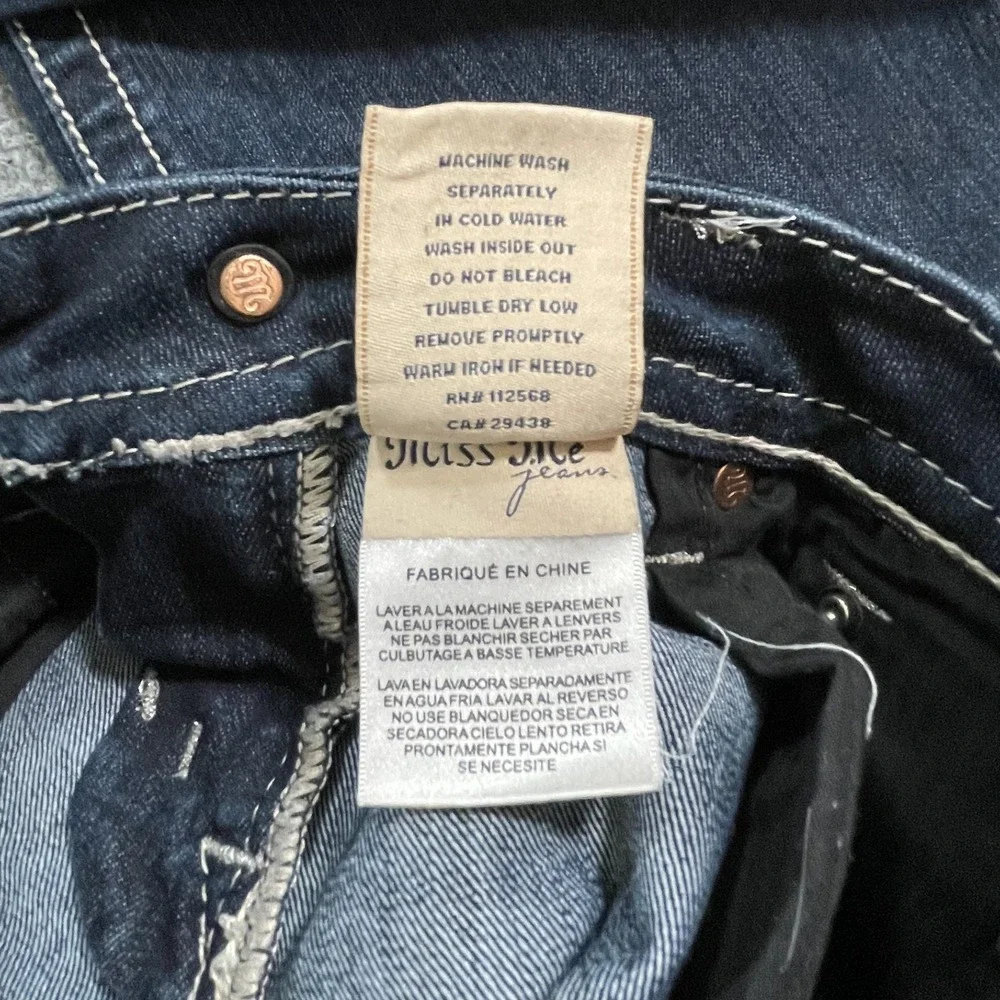 MACHINE WASH
SEPARATELY
IN COLD WATER
WASH INSIDE OUT
DO NOT BLEACH
TUMBLE DRY LOW
REMOVE PROMPTLY
WARM IRON IF NEEDED
RN# 112568
CA# 29438
Miss Me
jeans
FABRIQUÉ EN CHINE
LAVER A LA MACHINE SEPAREMENT
A LEAU FROIDE LAVER A LENVERS
NE PAS BLANCHIR SECHER PAR
CULBUTAGE A BASSE TEMPERATURE
LAVA EN LAVADORA SEPARADAMENTE
EN AGUA FRIA LAVAR AL REVERSO
NO USE BLANQUEDOR SECA EN
SECADORA CIELO LENTO RETIRA
PRONTAMENTE PLANCHA SI
SE NECESITE